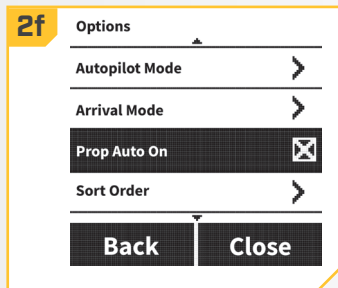 2f
Options
Autopilot Mode
Arrival Mode
Prop Auto On
Sort Order
Back Close